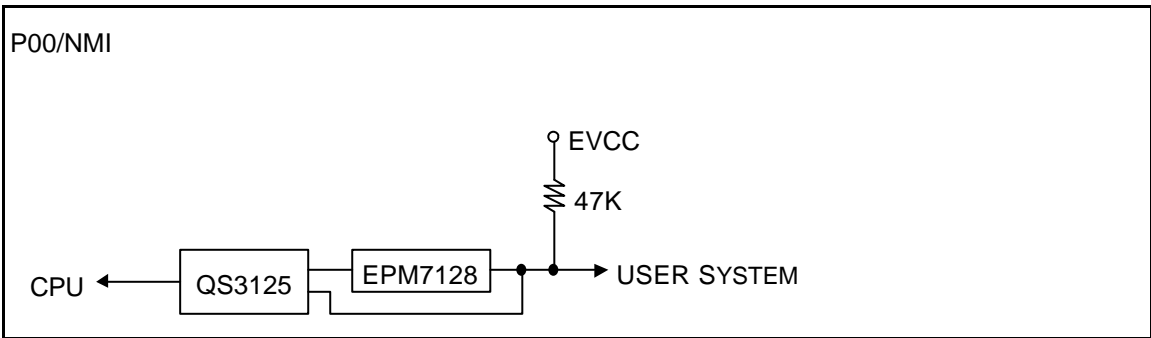 P00/NMI
EVCC
47K
CPU
QS3125
EPM7128
USER SYSTEM